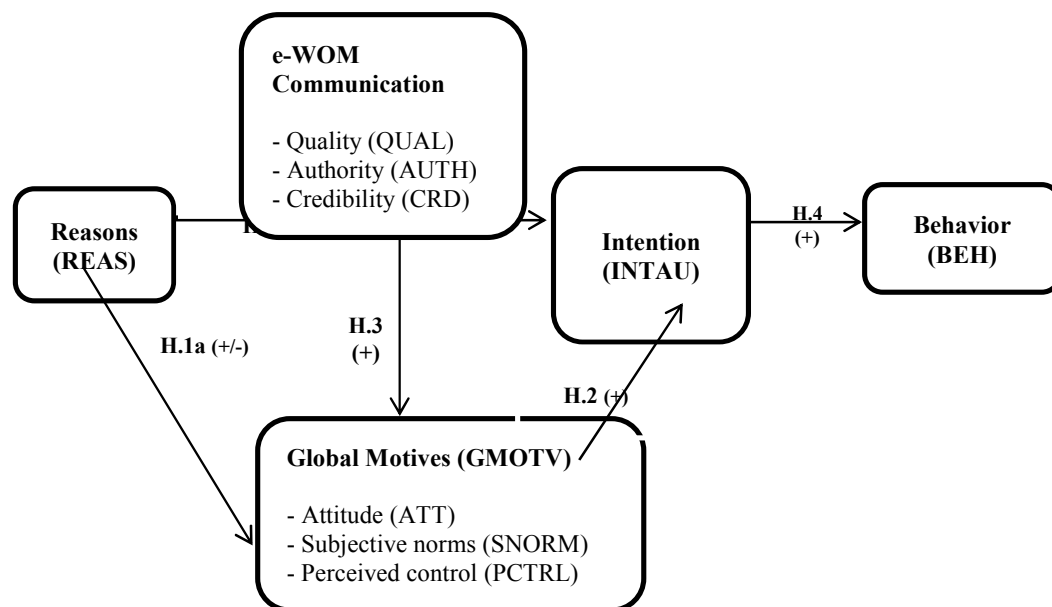 e-WOM
Communication
- Quality (QUAL)
- Authority (AUTH)
- Credibility (CRD)
Reasons
(REAS)
Intention
(INTAU)
H.4
(+)
Behavior
(BEH)
H.3
(+)
H.1a (+/-)
H.2 (+)
Global Motives (GMOTV)
- Attitude (ATT)
- Subjective norms (SNORM)
- Perceived control (PCTRL)